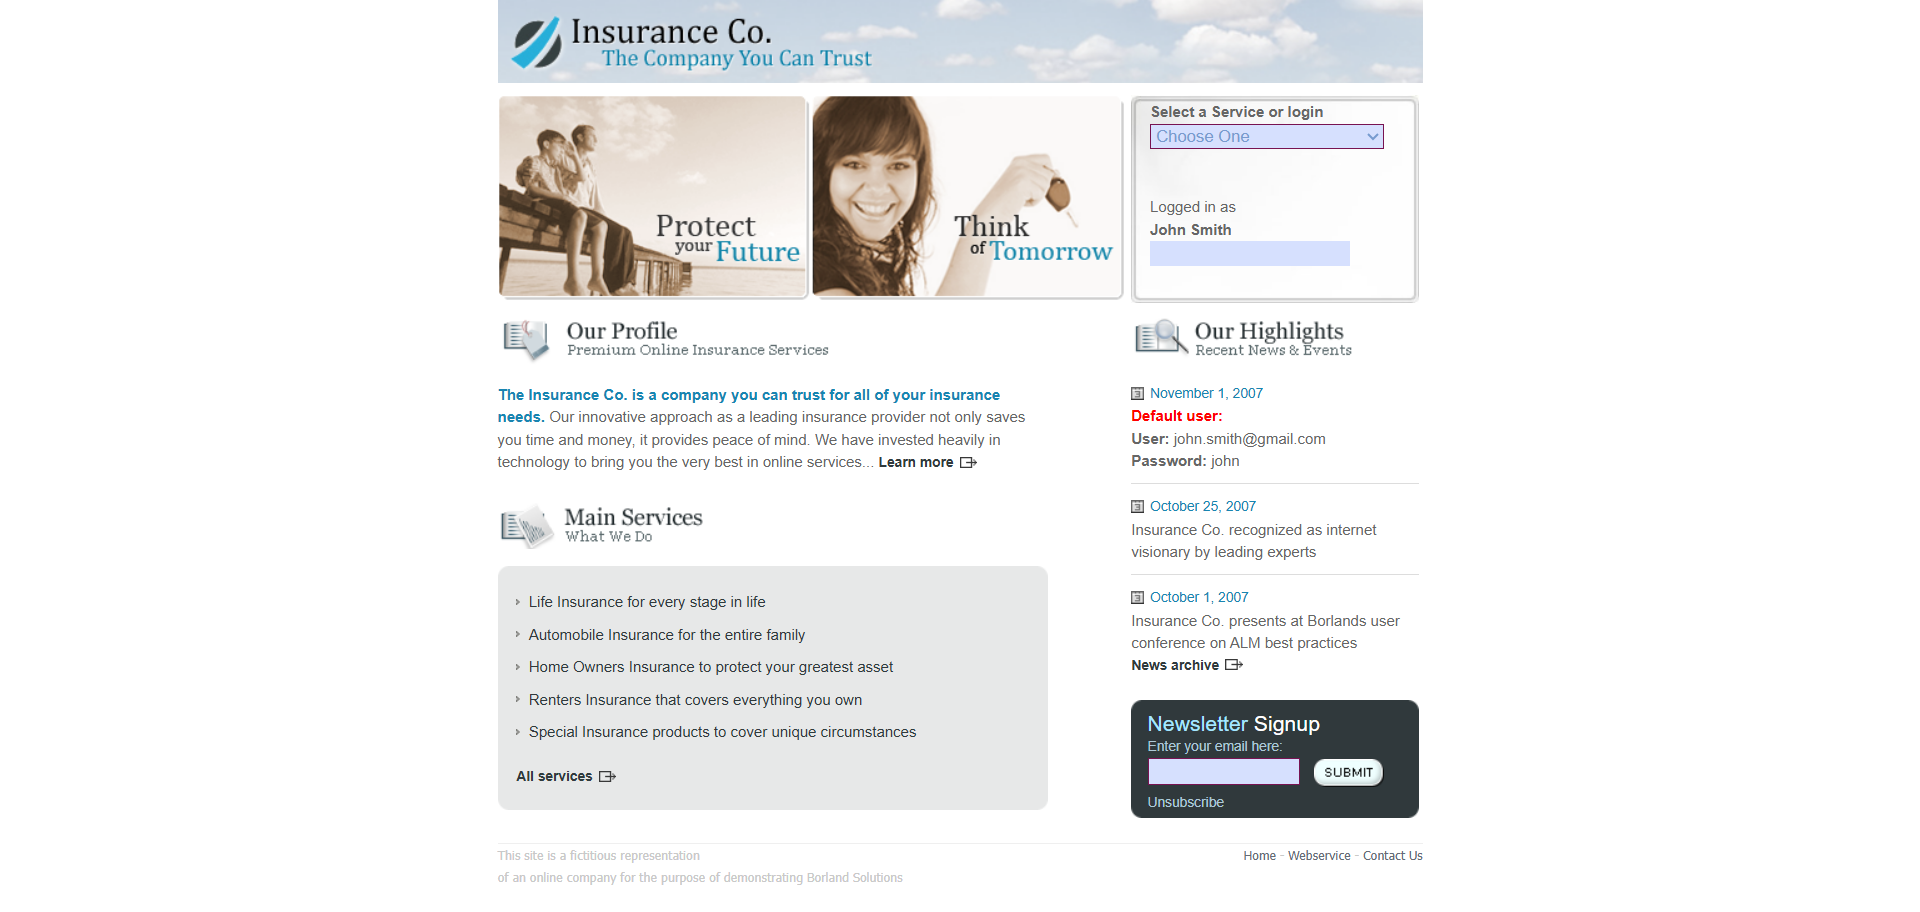 Insurance Co.
The Company You Can Trust
Protect
your Future
Think
of Tomorrow
Select a Service or login
Choose One
Logged in as
John Smith
Our Profile
Premium Online Insurance Services
The Insurance Co. is a company you can trust for all of your insurance
needs. Our innovative approach as a leading insurance provider not only saves
you time and money, it provides peace of mind. We have invested heavily in
technology to bring you the very best in online services... Learn more
Main Services
What We Do
Life Insurance for every stage in life
Automobile Insurance for the entire family
Home Owners Insurance to protect your greatest asset
Renters Insurance that covers everything you own
Special Insurance products to cover unique circumstances
All services
Our Highlights
Recent News & Events
November 1, 2007
Default user:
User: john.smith@gmail.com
Password: john
October 25, 2007
Insurance Co. recognized as internet
visionary by leading experts
October 1, 2007
Insurance Co. presents at Borlands user
conference on ALM best practices
News archive
Newsletter Signup
Enter your email here:
SUBMIT
Unsubscribe
This site is a fictitious representation
of an online company for the purpose of demonstrating Borland Solutions
Home - Webservice - Contact Us